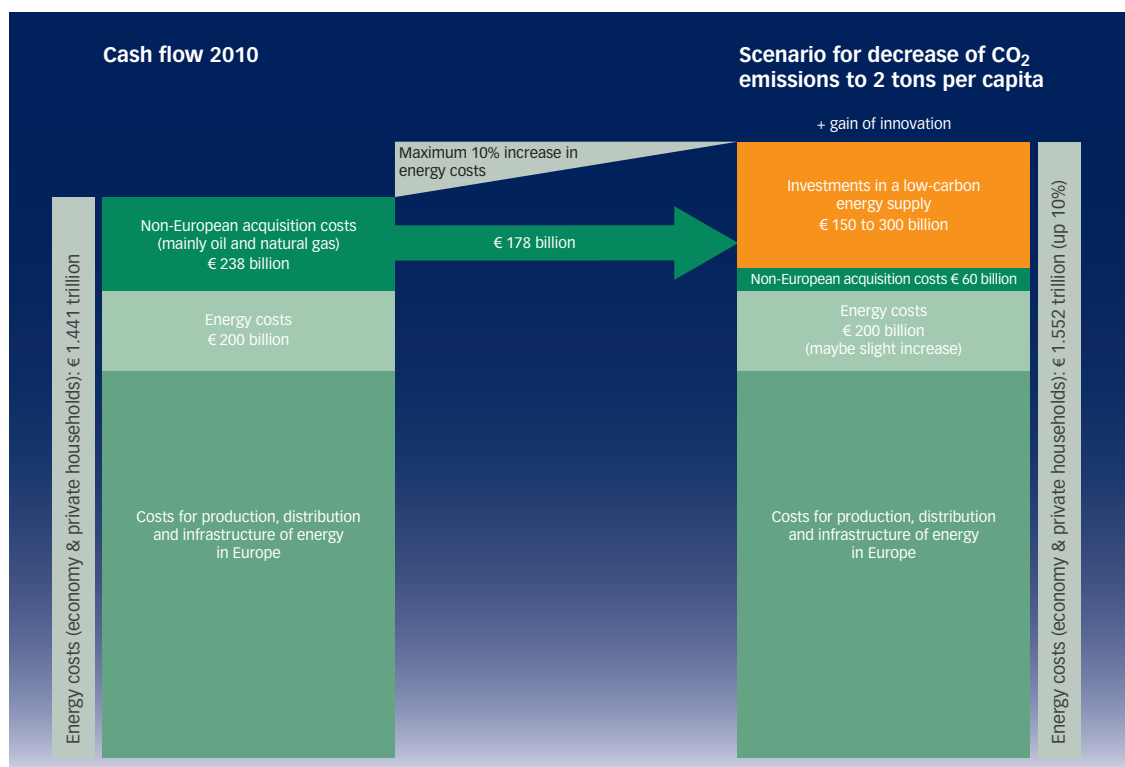 Cash flow 2010
Scenario for decrease of CO₂
emissions to 2 tons per capita
+ gain of innovation
Maximum 10% increase in
energy costs
Energy costs (economy & private households): € 1.441 trillion
Non-European acquisition costs
(mainly oil and natural gas)
€ 238 billion
€ 178 billion
Investments in a low-carbon
energy supply
€ 150 to 300 billion
Non-European acquisition costs € 60 billion
Energy costs
€ 200 billion
Energy costs
€ 200 billion
(maybe slight increase)
Costs for production, distribution
and infrastructure of energy
in Europe
Costs for production, distribution
and infrastructure of energy
in Europe
Energy costs (economy & private households): € 1.552 trillion (up 10%)